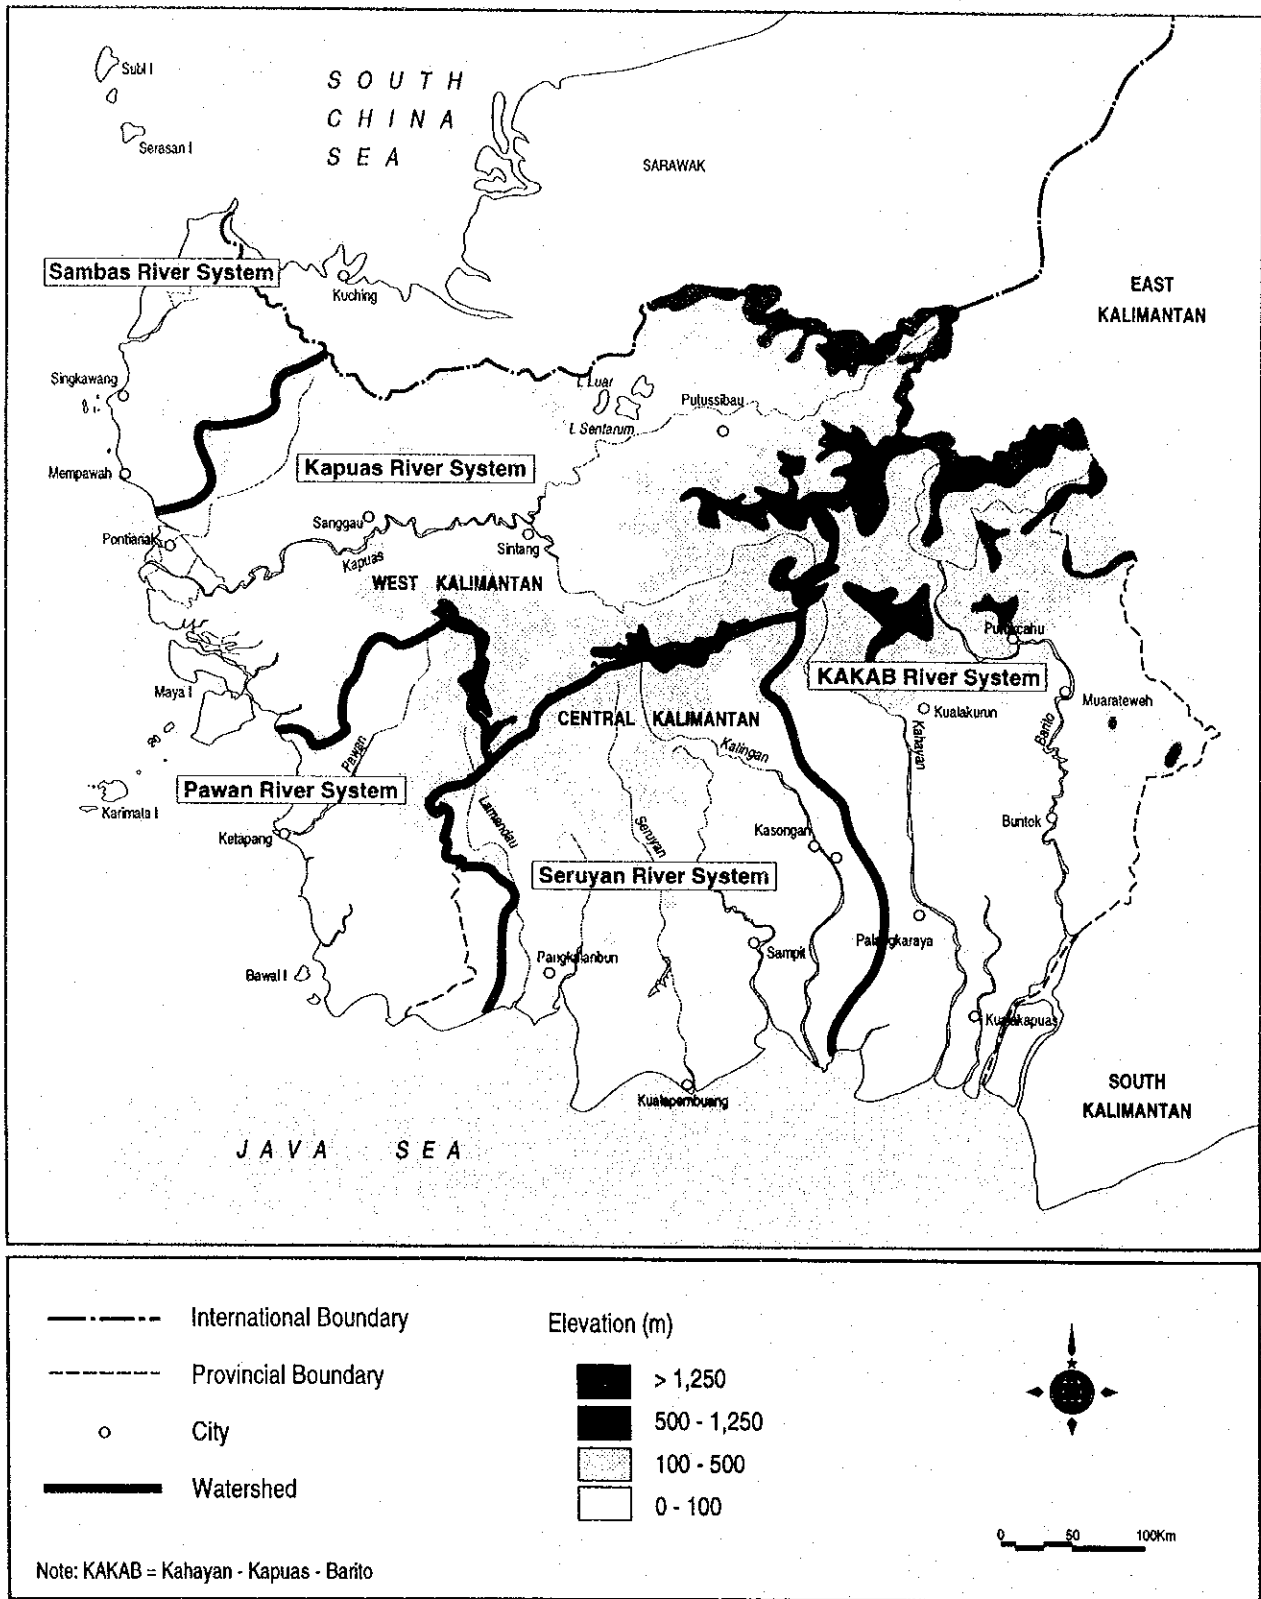 SOUTH
CHINA
SEA
Subi I
Serasan I
SARAWAK
Sambas River System
Kuching
EAST
KALIMANTAN
Singkawang
L Luar
Putussibau
I. Sentarum
Mempawah
Kapuas River System
Sanggau
Pontianak
Sintang
Kapuas
WEST KALIMANTAN
Purukcahu
KAKAB River System
Maya I
Muarateweh
Kualakurun
CENTRAL KALIMANTAN
Barito
Katingan
Kahayan
Pawan
Pawan River System
Karimata I
Lamandau
Seruyan
Buntok
Kasongan
Ketapang
Seruyan River System
Palangkaraya
Sampit
Pangkalanbun
Bawal I
Kualakapuas
SOUTH
KALIMANTAN
Kualapembuang
JAVA SEA
International Boundary
Provincial Boundary
City
Watershed
Elevation (m)
> 1,250
500 - 1,250
100 - 500
0 - 100
0 50 100Km
Note: KAKAB = Kahayan - Kapuas - Barito